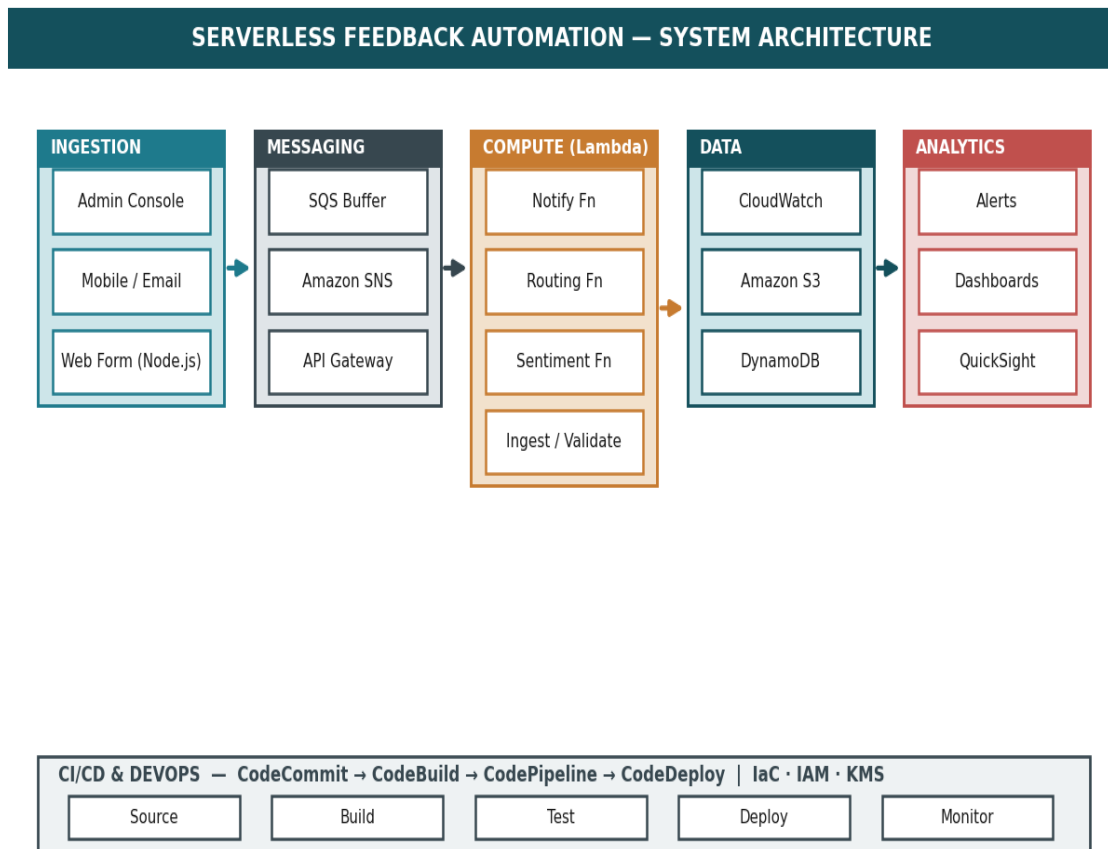 SERVERLESS FEEDBACK AUTOMATION — SYSTEM ARCHITECTURE
INGESTION
Admin Console
Mobile / Email
Web Form (Node.js)
MESSAGING
SQS Buffer
Amazon SNS
API Gateway
COMPUTE (Lambda)
Notify Fn
Routing Fn
Sentiment Fn
Ingest / Validate
DATA
CloudWatch
Amazon S3
DynamoDB
ANALYTICS
Alerts
Dashboards
QuickSight
CI/CD & DEVOPS — CodeCommit → CodeBuild → CodePipeline → CodeDeploy | IaC · IAM · KMS
Source
Build
Test
Deploy
Monitor